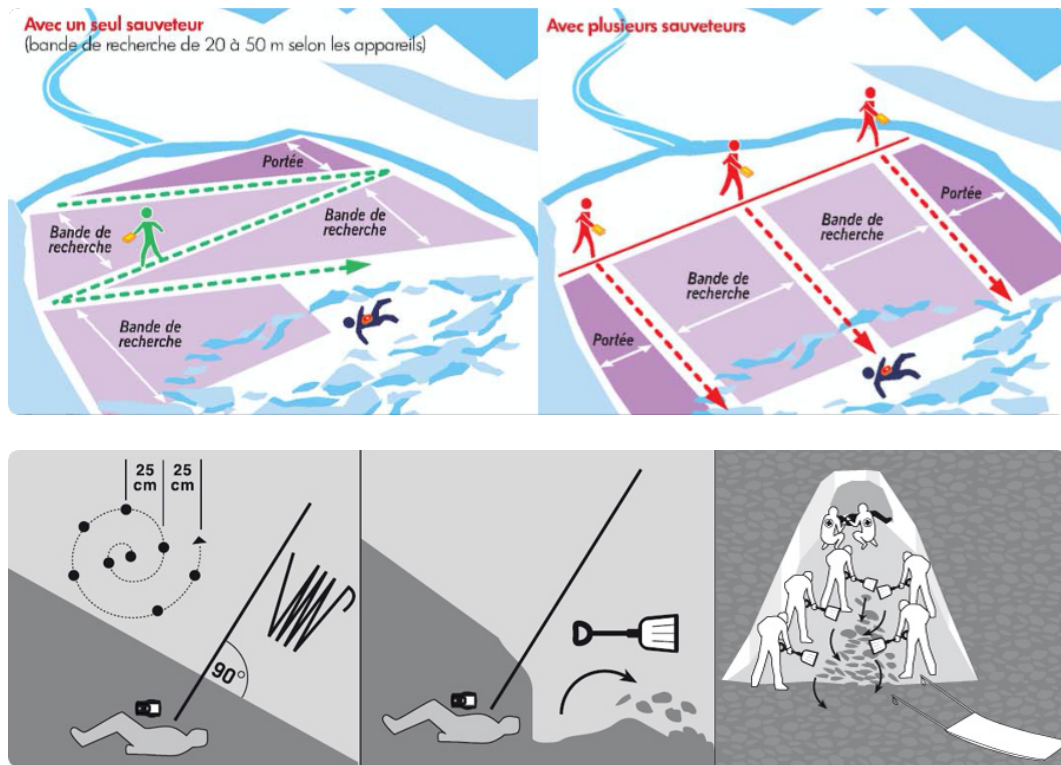 Avec un seul sauveteur
(bande de recherche de 20 à 50 m selon les appareils)
Portée
Bande de
recherche
Bande de
recherche
Bande de
recherche
Avec plusieurs sauveteurs
Portée
Bande de
recherche
Bande de
recherche
Portée
25
cm
25
cm
90°